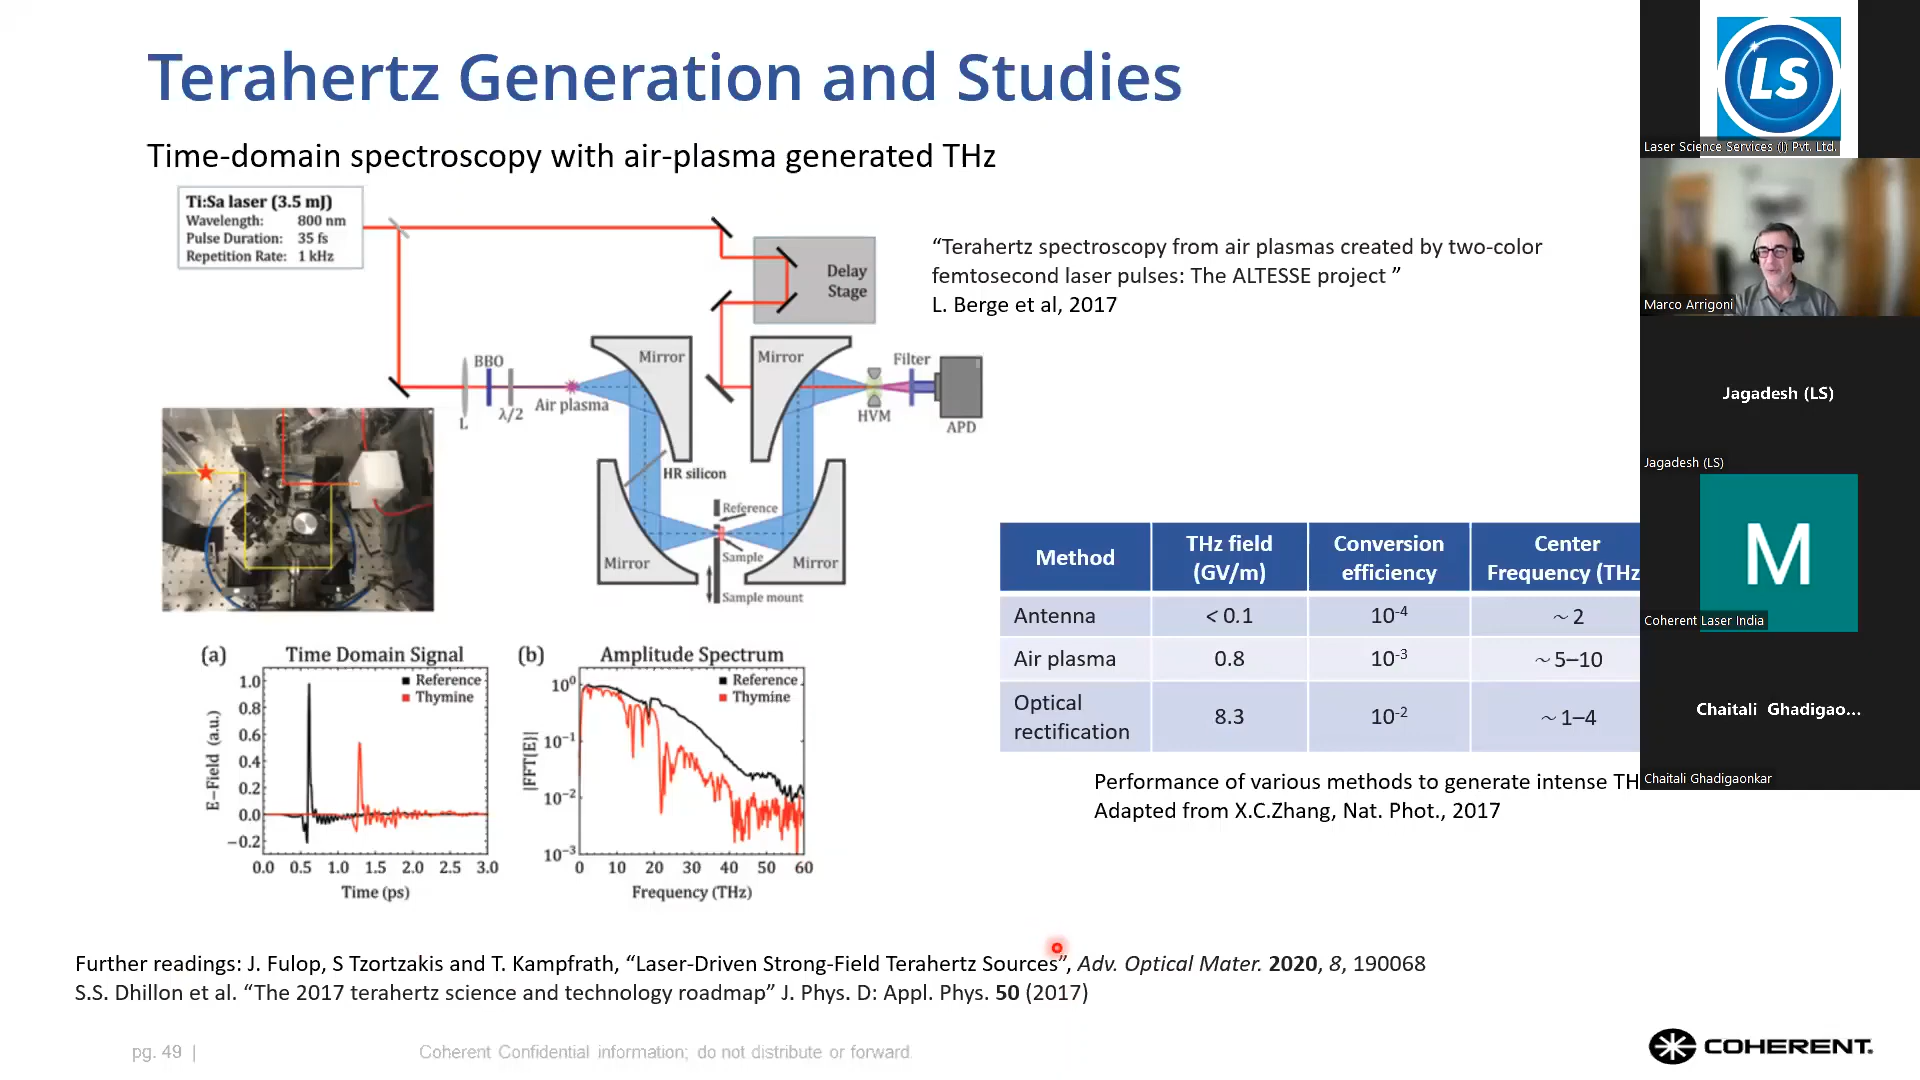 Terahertz Generation and Studies
Time-domain spectroscopy with air-plasma generated THz
Ti:Sa laser (3.5 mJ)
Wavelength: 800 nm
Pulse Duration: 35 fs
Repetition Rate: 1 kHz
Delay
Stage
Mirror
Mirror
Filter
BBO
λ/2
L
Air plasma
HVM
APD
HR silicon
Reference
Sample
Mirror
Mirror
Sample mount
“Terahertz spectroscopy from air plasmas created by two-color
femtosecond laser pulses: The ALTESSE project ”
L. Berge et al, 2017
(a) Time Domain Signal
Reference
Thymine
E-Field (a.u.)
1.0
0.8
0.6
0.4
0.2
0.0
−0.2
0.0 0.5 1.0 1.5 2.0 2.5 3.0
Time (ps)
(b) Amplitude Spectrum
Reference
Thymine
|FFT[E]|
10⁰
10⁻¹
10⁻²
10⁻³
0 10 20 30 40 50 60
Frequency (THz)
Method THz field (GV/m) Conversion efficiency Center Frequency (THz
Antenna < 0.1 10⁻⁴ ~ 2
Air plasma 0.8 10⁻³ ~ 5–10
Optical rectification 8.3 10⁻² ~ 1–4
Performance of various methods to generate intense TH
Adapted from X.C.Zhang, Nat. Phot., 2017
Further readings: J. Fulop, S Tzortzakis and T. Kampfrath, “Laser-Driven Strong-Field Terahertz Sources”, Adv. Optical Mater. 2020, 8, 190068
S.S. Dhillon et al. “The 2017 terahertz science and technology roadmap” J. Phys. D: Appl. Phys. 50 (2017)
pg. 49 |
Coherent Confidential information; do not distribute or forward.
COHERENT.
LS
Laser Science Services (I) Pvt. Ltd.
Marco Arrigoni
Jagadesh (LS)
Jagadesh (LS)
M
Coherent Laser India
Chaitali Ghadigao...
Chaitali Ghadigaonkar